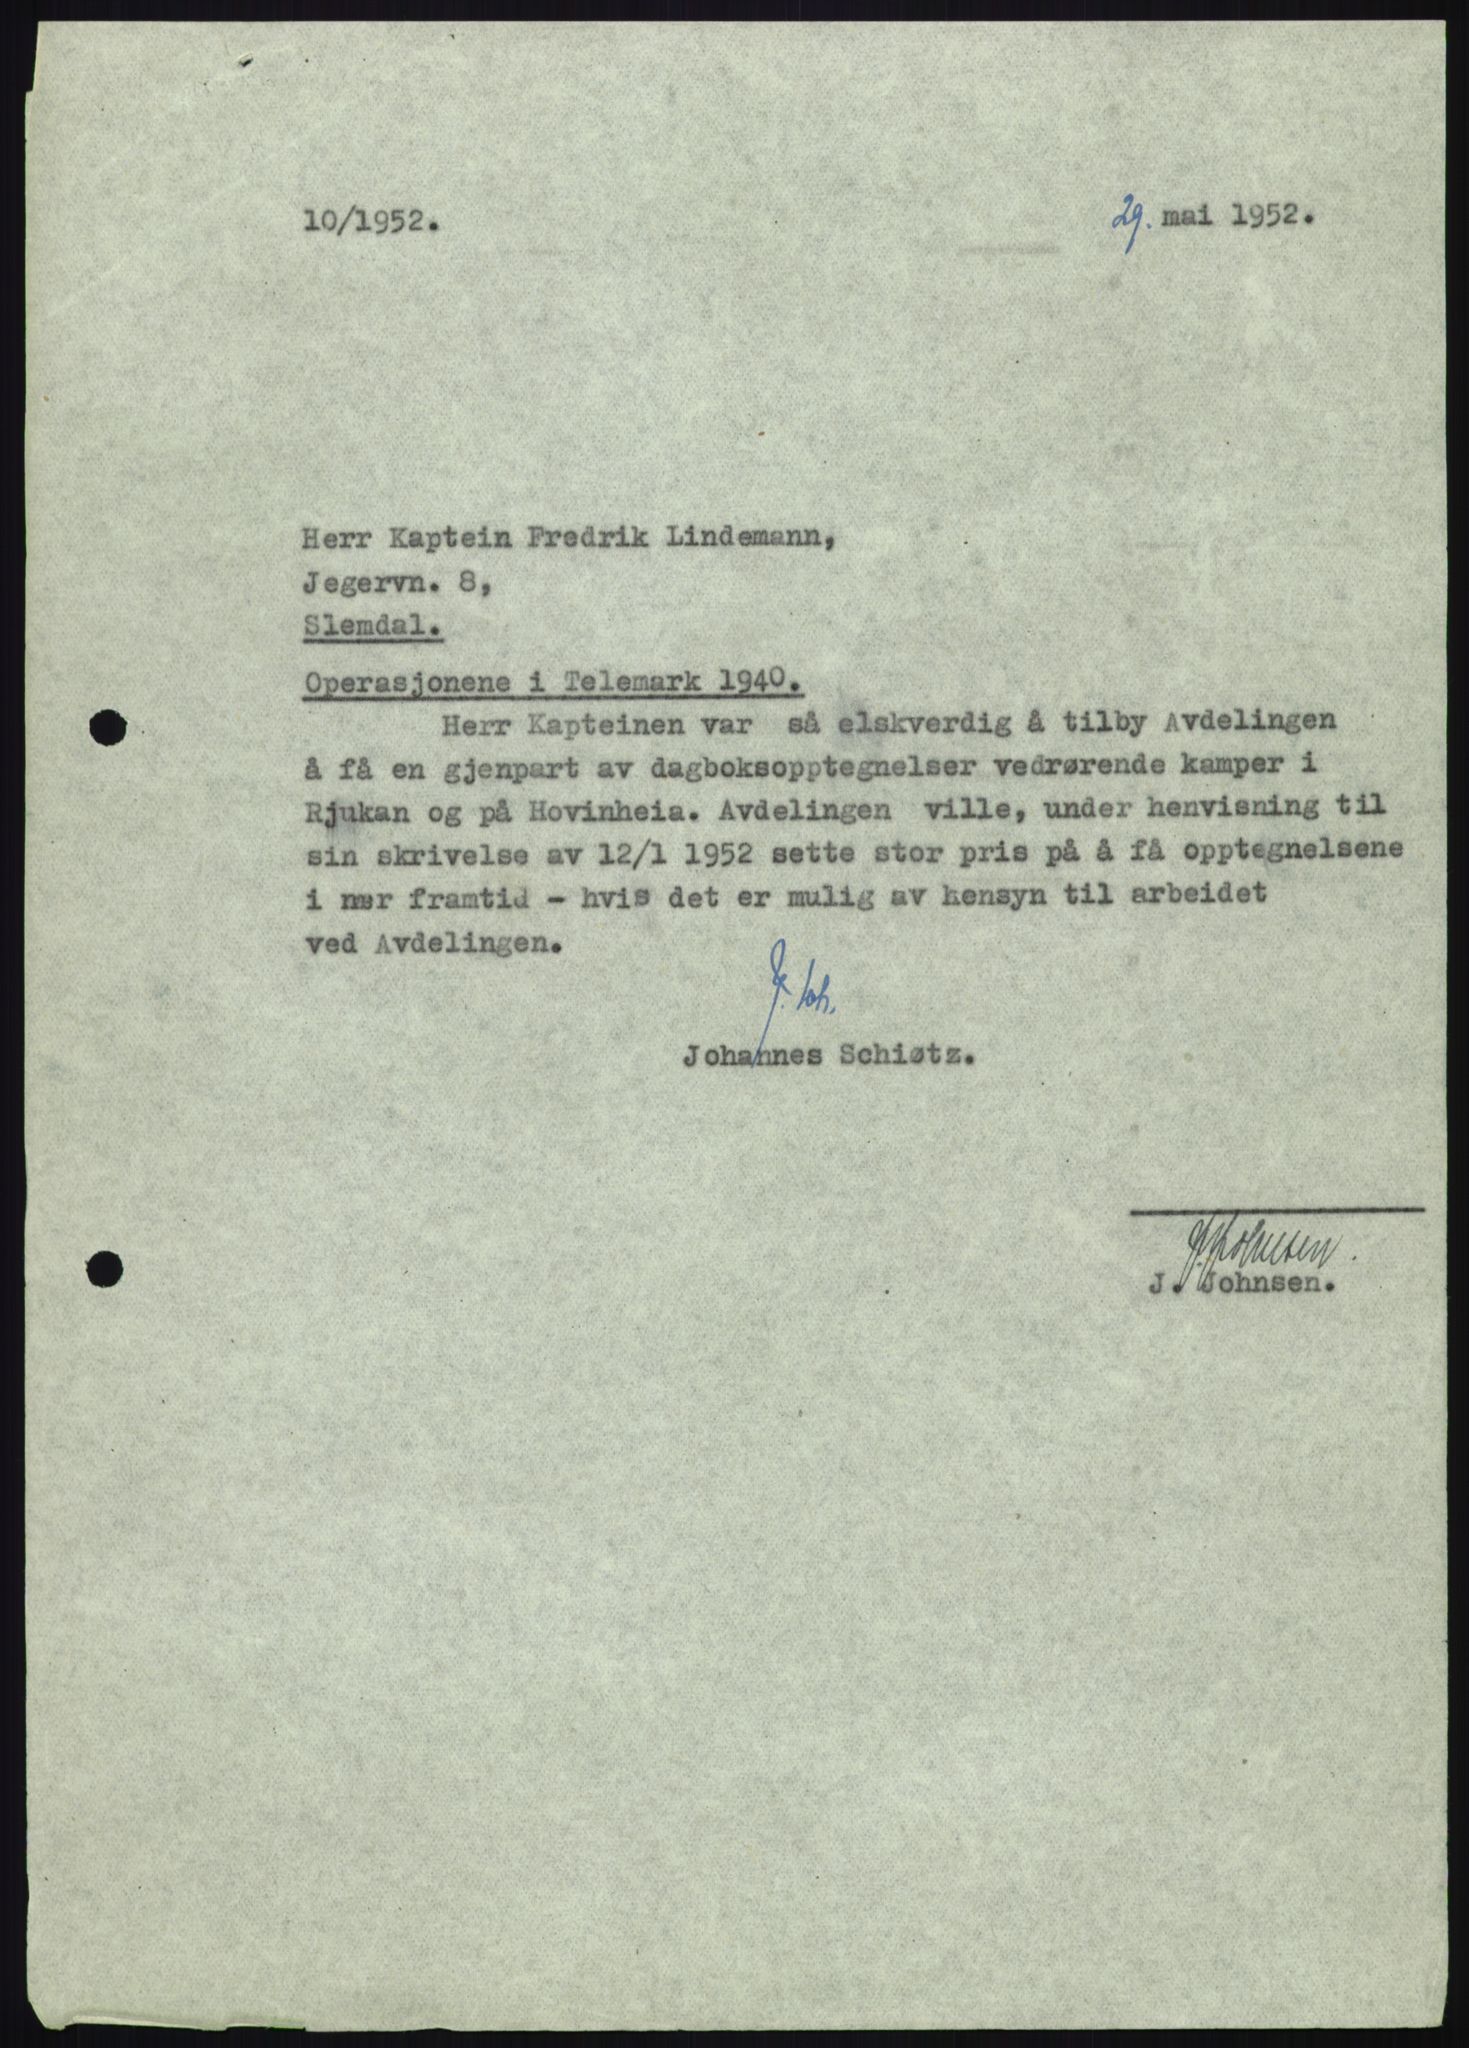 10/1952.
29. mai 1952.
Herr Kaptein Fredrik Lindemann,
Jegervn. 8,
Slemdal.
Operasjonene i Telemark 1940.
Herr Kapteinen var så elskverdig å tilby Avdelingen
å få en gjenpart av dagboksopptegnelser vedrørende kamper i
Rjukan og på Hovinheia. Avdelingen ville, under henvisning til
sin skrivelse av 12/1 1952 sette stor pris på å få opptegnelsene
i nær framtid - hvis det er mulig av hensyn til arbeidet
ved Avdelingen.
Johannes Schiøtz.
J. Johnsen.
J. Johnsen.